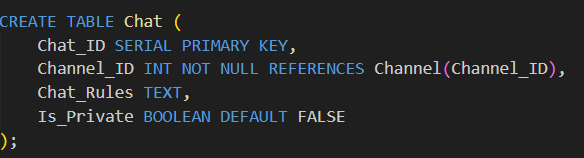 CREATE TABLE Chat (
    Chat_ID SERIAL PRIMARY KEY,
    Channel_ID INT NOT NULL REFERENCES Channel(Channel_ID),
    Chat_Rules TEXT,
    Is_Private BOOLEAN DEFAULT FALSE
);